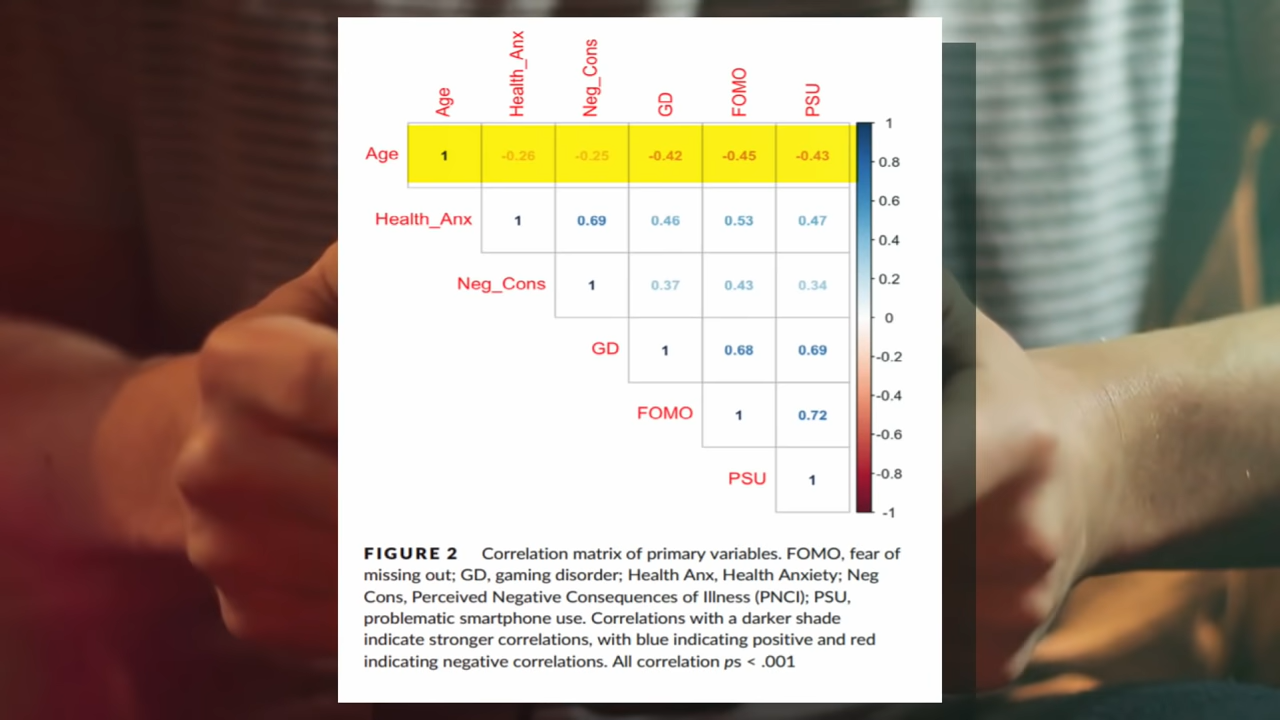 Age Health_Anx Neg_Cons GD FOMO PSU
Age 1 -0.26 -0.25 -0.42 -0.45 -0.43
Health_Anx 1 0.69 0.46 0.53 0.47
Neg_Cons 1 0.37 0.43 0.34
GD 1 0.68 0.69
FOMO 1 0.72
PSU 1
1
0.8
0.6
0.4
0.2
0
-0.2
-0.4
-0.6
-0.8
-1
FIGURE 2 Correlation matrix of primary variables. FOMO, fear of
missing out; GD, gaming disorder; Health Anx, Health Anxiety; Neg
Cons, Perceived Negative Consequences of Illness (PNCI); PSU,
problematic smartphone use. Correlations with a darker shade
indicate stronger correlations, with blue indicating positive and red
indicating negative correlations. All correlation ps < .001